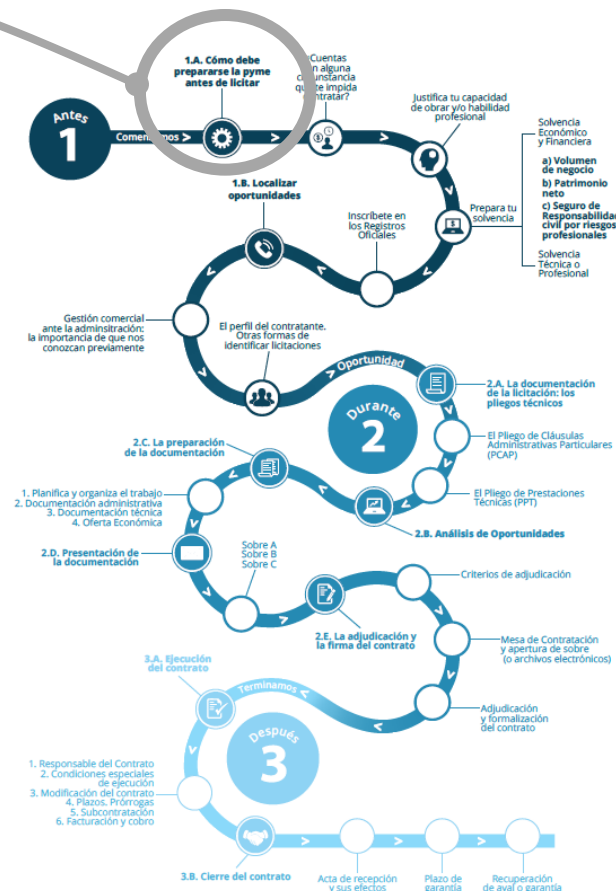 Antes
1
Comenzamos
1.A. Cómo debe
prepararse la pyme
antes de licitar
¿Cuentas
con alguna
circunstancia
que te impida
contratar?
Justifica tu capacidad
de obrar y/o habilidad
profesional
Prepara tu
solvencia
Solvencia
Económico
y Financiera
a) Volumen
de negocio
b) Patrimonio
neto
c) Seguro de
Responsabilidad
civil por riesgos
profesionales
Solvencia
Técnica o
Profesional
Inscríbete en
los Registros
Oficiales
1.B. Localizar
oportunidades
Gestión comercial
ante la adminsitración:
la importancia de que nos
conozcan previamente
El perfil del contratante.
Otras formas de
identificar licitaciones
Oportunidad
Durante
2
2.A. La documentación
de la licitación: los
pliegos técnicos
El Pliego de Cláusulas
Administrativas Particulares
(PCAP)
El Pliego de Prestaciones
Técnicas (PPT)
2.B. Análisis de Oportunidades
2.C. La preparación
de la documentación
1. Planifica y organiza el trabajo
2. Documentación administrativa
3. Documentación técnica
4. Oferta Económica
2.D. Presentación de
la documentación
Sobre A
Sobre B
Sobre C
2.E. La adjudicación y
la firma del contrato
Criterios de adjudicación
Mesa de Contratación
y apertura de sobre
(o archivos electrónicos)
Adjudicación
y formalización
del contrato
Terminamos
Después
3
3.A. Ejecución
del contrato
1. Responsable del Contrato
2. Condiciones especiales
de ejecución
3. Modificación del contrato
4. Plazos. Prórrogas
5. Subcontratación
6. Facturación y cobro
3.B. Cierre del contrato
Acta de recepción
y sus efectos
Plazo de
garantía
Recuperación
de aval o garantía